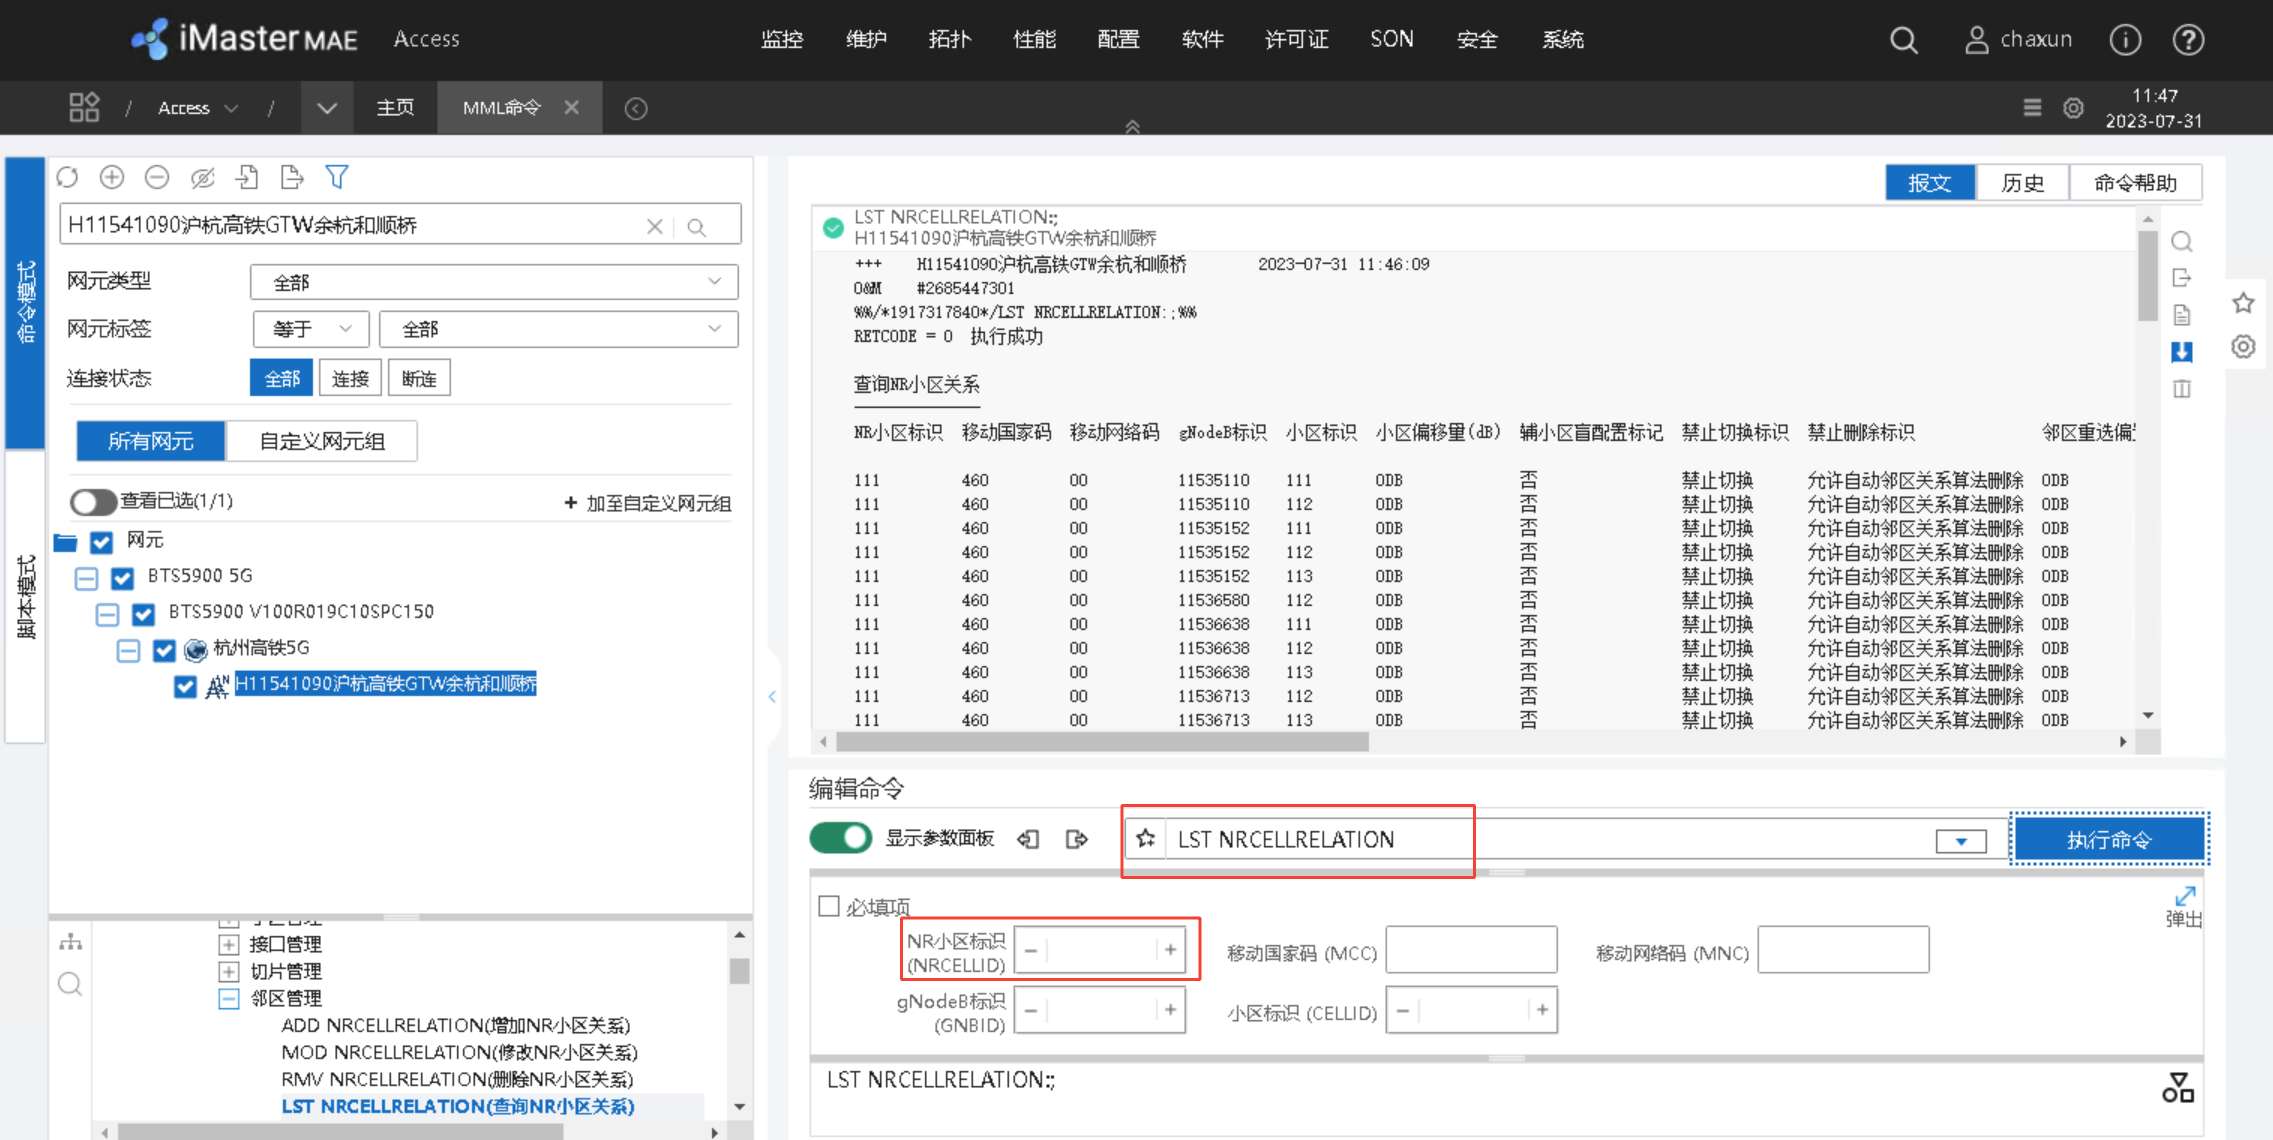 iMaster MAE Access 监控 维护 拓扑 性能 配置 软件 许可证 SON 安全 系统 chaxun
/ Access / 主页 MML命令 11:47
2023-07-31
命令模式
脚本模式
H11541090沪杭高铁GTW余杭和顺桥
网元类型 全部
网元标签 等于 全部
连接状态 全部 连接 断连
所有网元 自定义网元组
查看已选(1/1) + 加至自定义网元组
网元
BTS5900 5G
BTS5900 V100R019C10SPC150
杭州高铁5G
H11541090沪杭高铁GTW余杭和顺桥
接口管理
切片管理
邻区管理
ADD NRCELLRELATION(增加NR小区关系)
MOD NRCELLRELATION(修改NR小区关系)
RMV NRCELLRELATION(删除NR小区关系)
LST NRCELLRELATION(查询NR小区关系)
报文 历史 命令帮助
LST NRCELLRELATION:;
H11541090沪杭高铁GTW余杭和顺桥
+++ H11541090沪杭高铁GTW余杭和顺桥 2023-07-31 11:46:09
O&M #2685447301
%%/*1917317840*/LST NRCELLRELATION:;%%
RETCODE = 0 执行成功
查询NR小区关系
NR小区标识 移动国家码 移动网络码 gNodeB标识 小区标识 小区偏移量(dB) 辅小区盲配置标记 禁止切换标识 禁止删除标识 邻区重选偏
111 460 00 11535110 111 0DB 否 禁止切换 允许自动邻区关系算法删除 0DB
111 460 00 11535110 112 0DB 否 禁止切换 允许自动邻区关系算法删除 0DB
111 460 00 11535152 111 0DB 否 禁止切换 允许自动邻区关系算法删除 0DB
111 460 00 11535152 112 0DB 否 禁止切换 允许自动邻区关系算法删除 0DB
111 460 00 11535152 113 0DB 否 禁止切换 允许自动邻区关系算法删除 0DB
111 460 00 11536580 112 0DB 否 禁止切换 允许自动邻区关系算法删除 0DB
111 460 00 11536638 111 0DB 否 禁止切换 允许自动邻区关系算法删除 0DB
111 460 00 11536638 112 0DB 否 禁止切换 允许自动邻区关系算法删除 0DB
111 460 00 11536638 113 0DB 否 禁止切换 允许自动邻区关系算法删除 0DB
111 460 00 11536713 112 0DB 否 禁止切换 允许自动邻区关系算法删除 0DB
111 460 00 11536713 113 0DB 否 禁止切换 允许自动邻区关系算法删除 0DB
编辑命令
显示参数面板 LST NRCELLRELATION 执行命令
必填项 弹出
NR小区标识 (NRCELLID) 移动国家码 (MCC) 移动网络码 (MNC)
gNodeB标识 (GNBID) 小区标识 (CELLID)
LST NRCELLRELATION:;